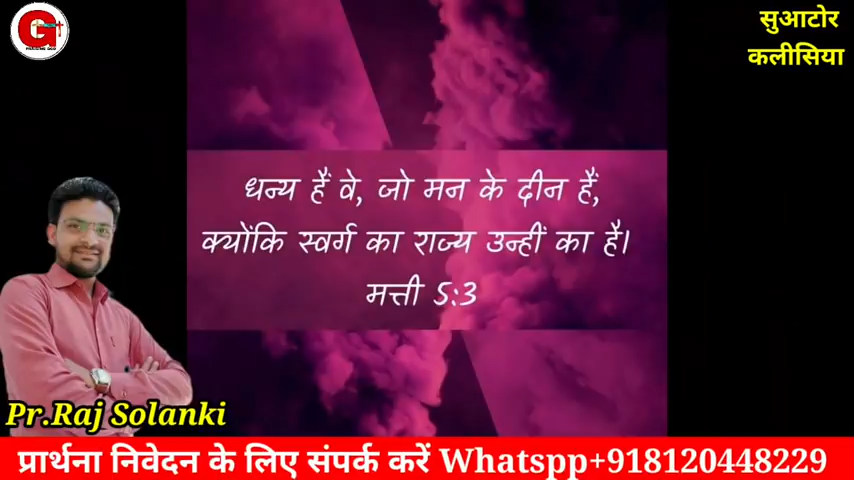 G
सुआटोर
कलीसिया
धन्य हैं वे, जो मन के दीन हैं,
क्योंकि स्वर्ग का राज्य उन्हीं का है।
मत्ती 5:3
Pr.Raj Solanki
प्रार्थना निवेदन के लिए संपर्क करें Whatspp+918120448229